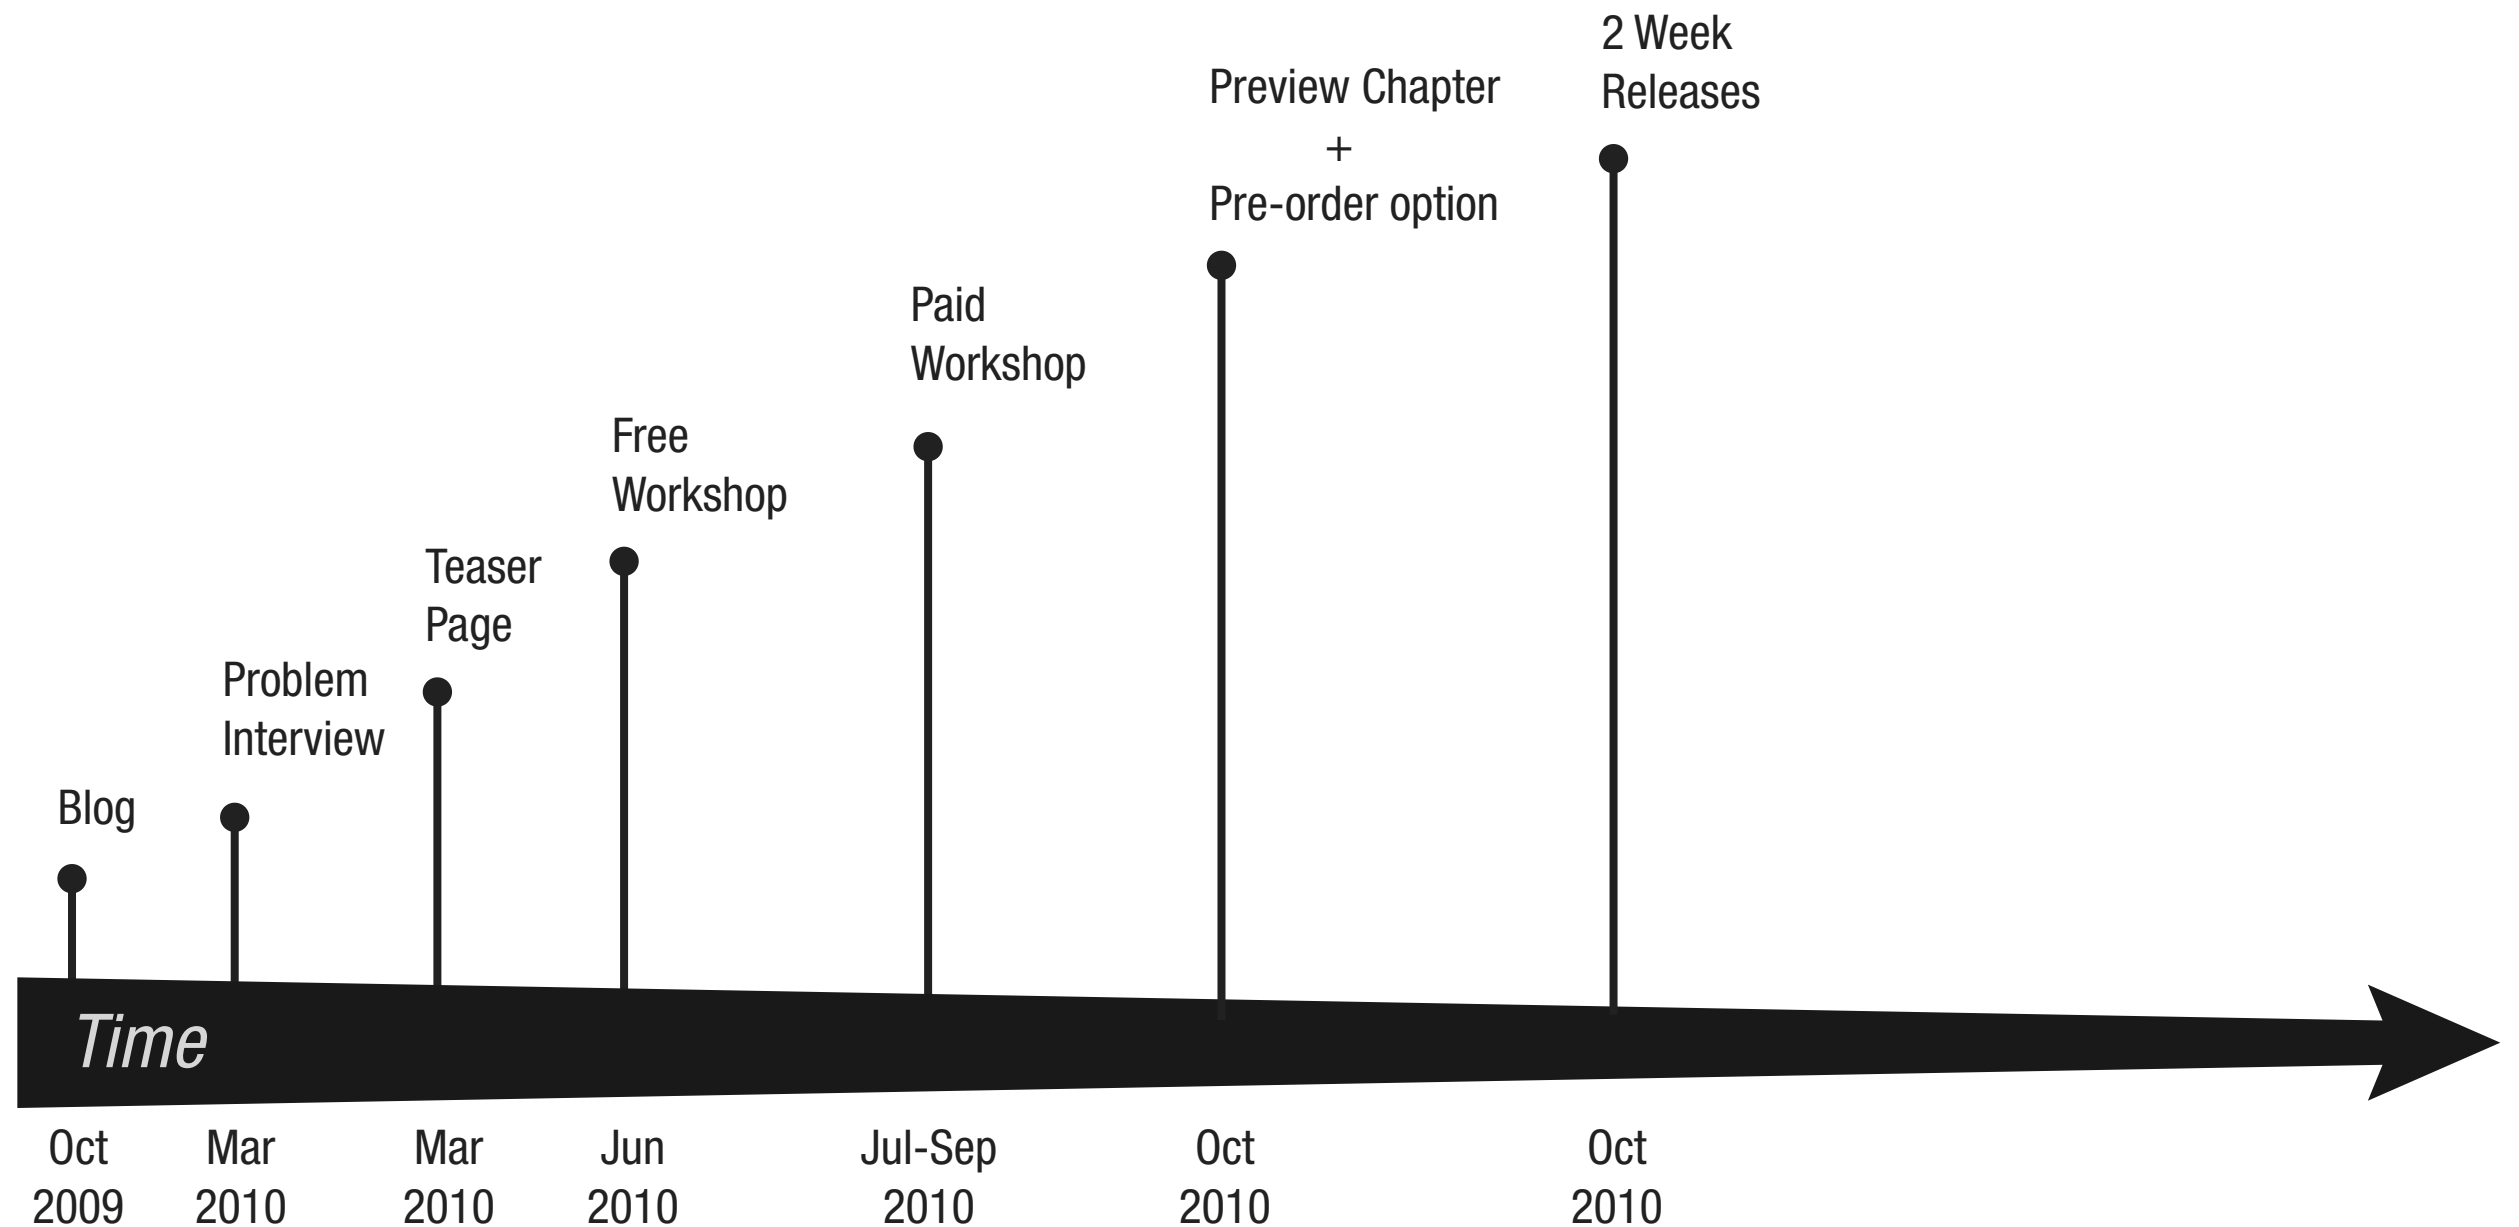 2 Week
Releases
Preview Chapter
+
Pre-order option
Paid
Workshop
Free
Workshop
Teaser
Page
Problem
Interview
Blog
Time
Oct
2009
Mar
2010
Mar
2010
Jun
2010
Jul-Sep
2010
Oct
2010
Oct
2010